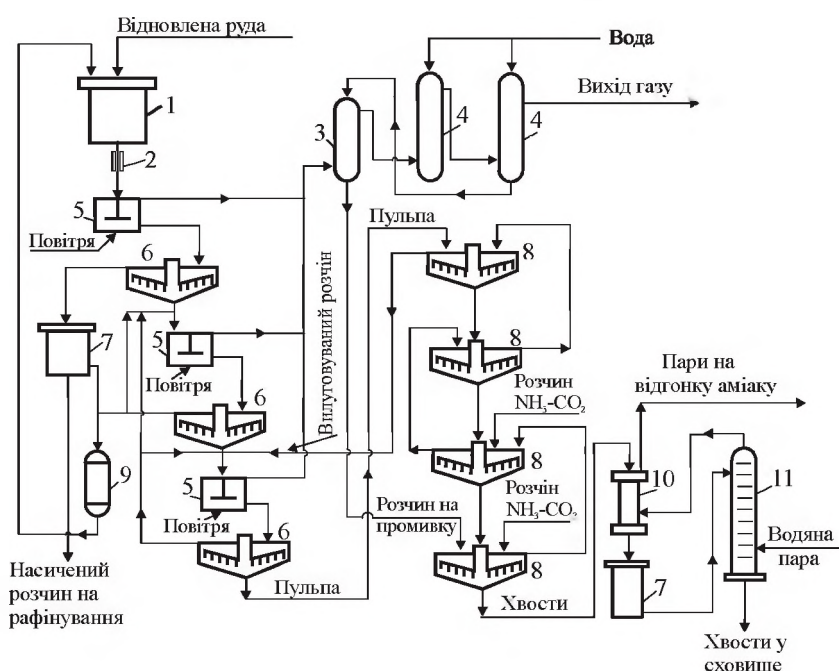 Відновлена руда
Вода
1
Вихід газу
3
4
4
2
5
Повітря
Пульпа
6
8
7
5
Повітря
Вилуговуваний розчин
8
Пари на
відгонку аміаку
Розчин
NH₃-CO₂
6
8
10
11
9
5
Повітря
Розчин на
промивку
Розчін
NH₃-CO₂
Водяна
пара
6
8
7
Насичений
розчин на
рафінування
Пульпа
Хвости
Хвости у
сховище